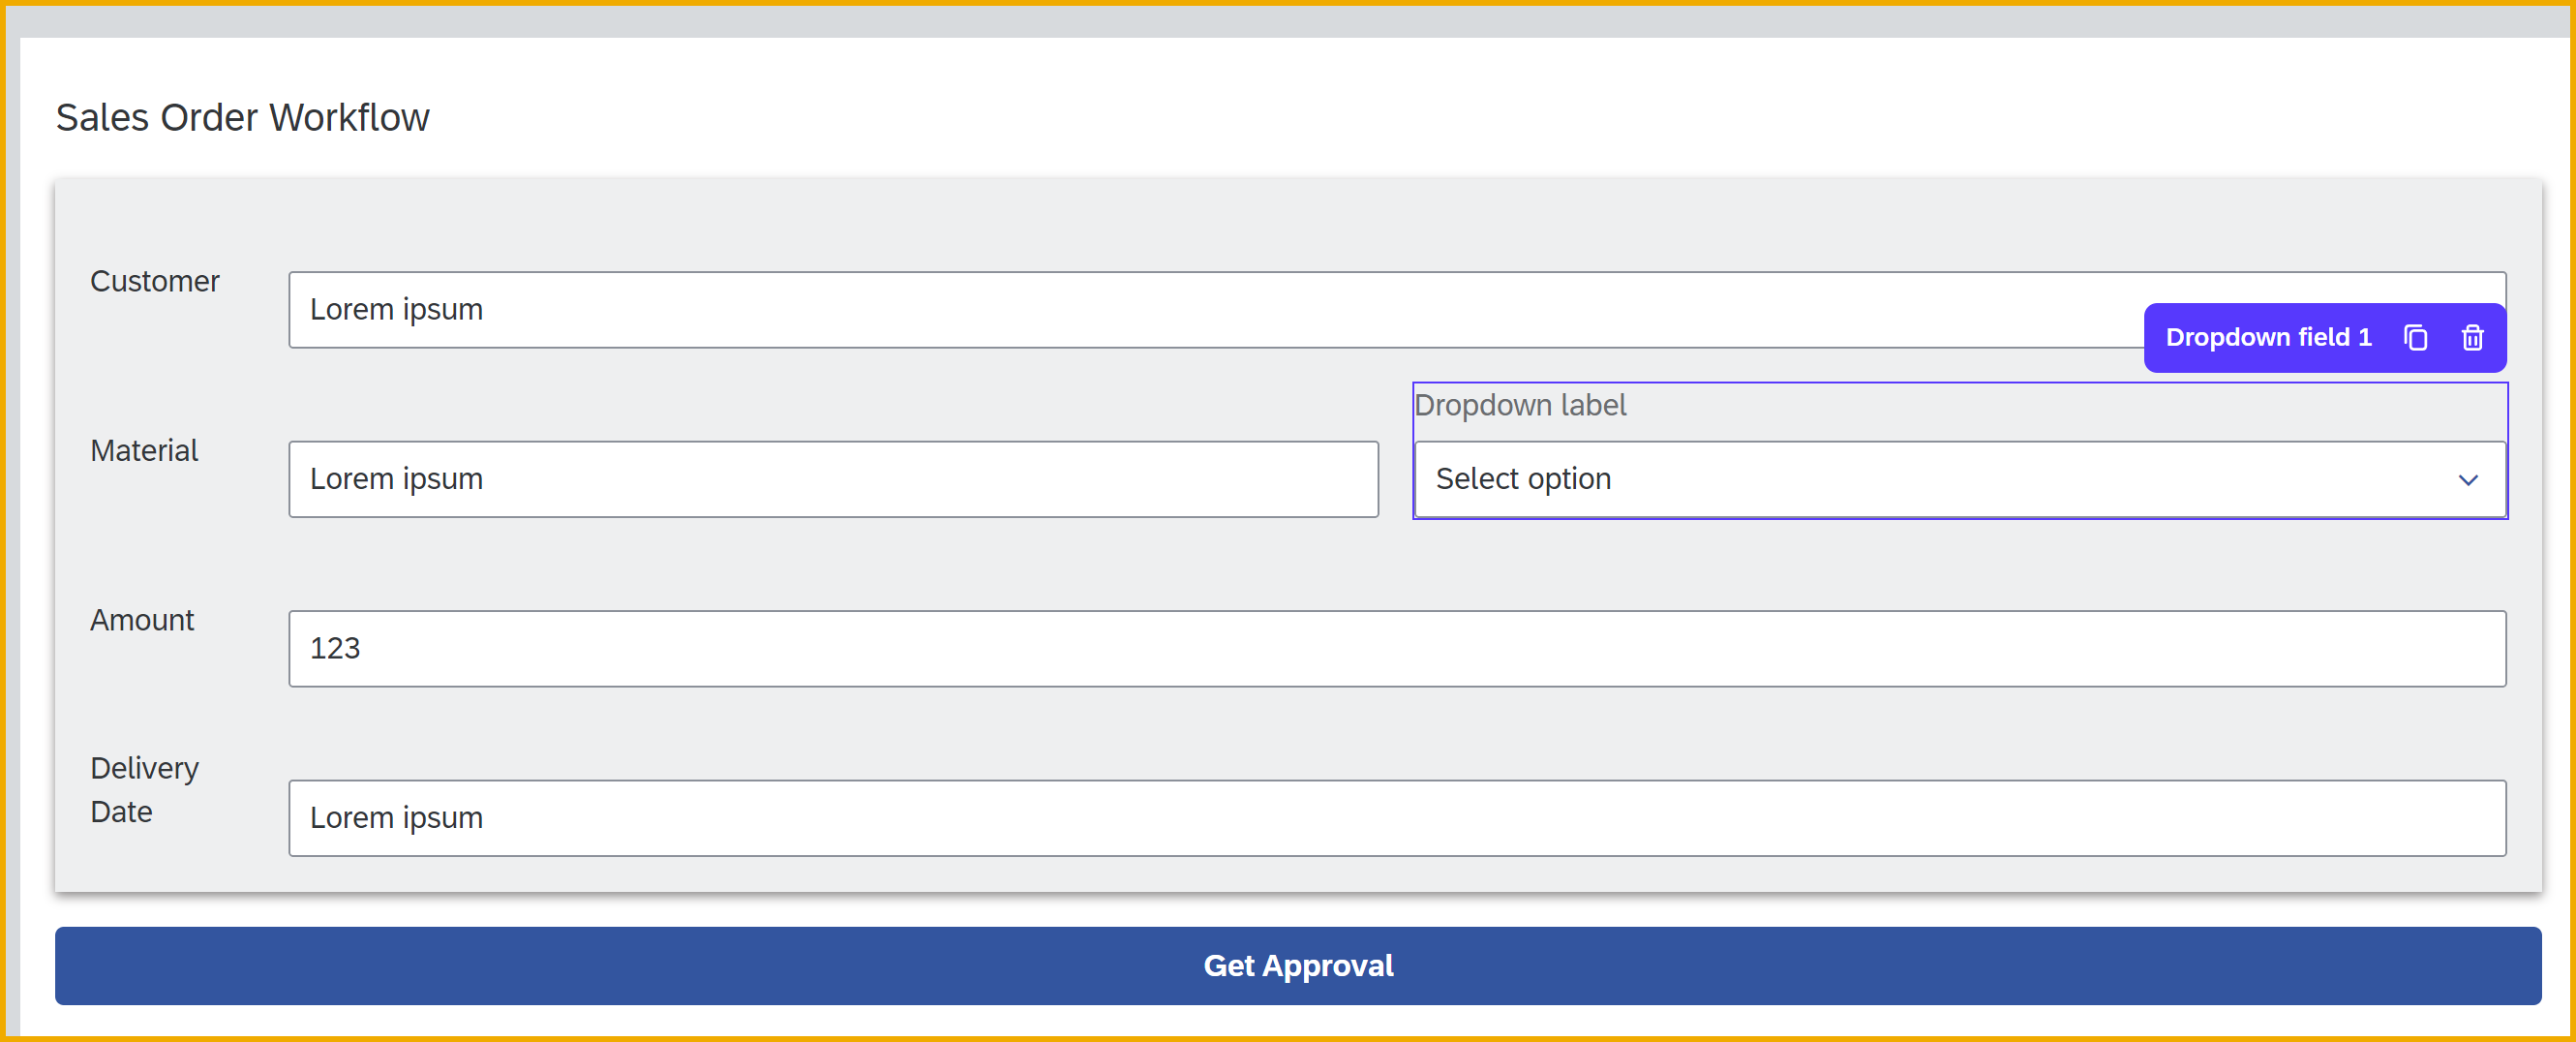 Sales Order Workflow
Customer
Lorem ipsum
Dropdown field 1
Dropdown label
Material
Lorem ipsum
Select option
Amount
123
Delivery
Date
Lorem ipsum
Get Approval